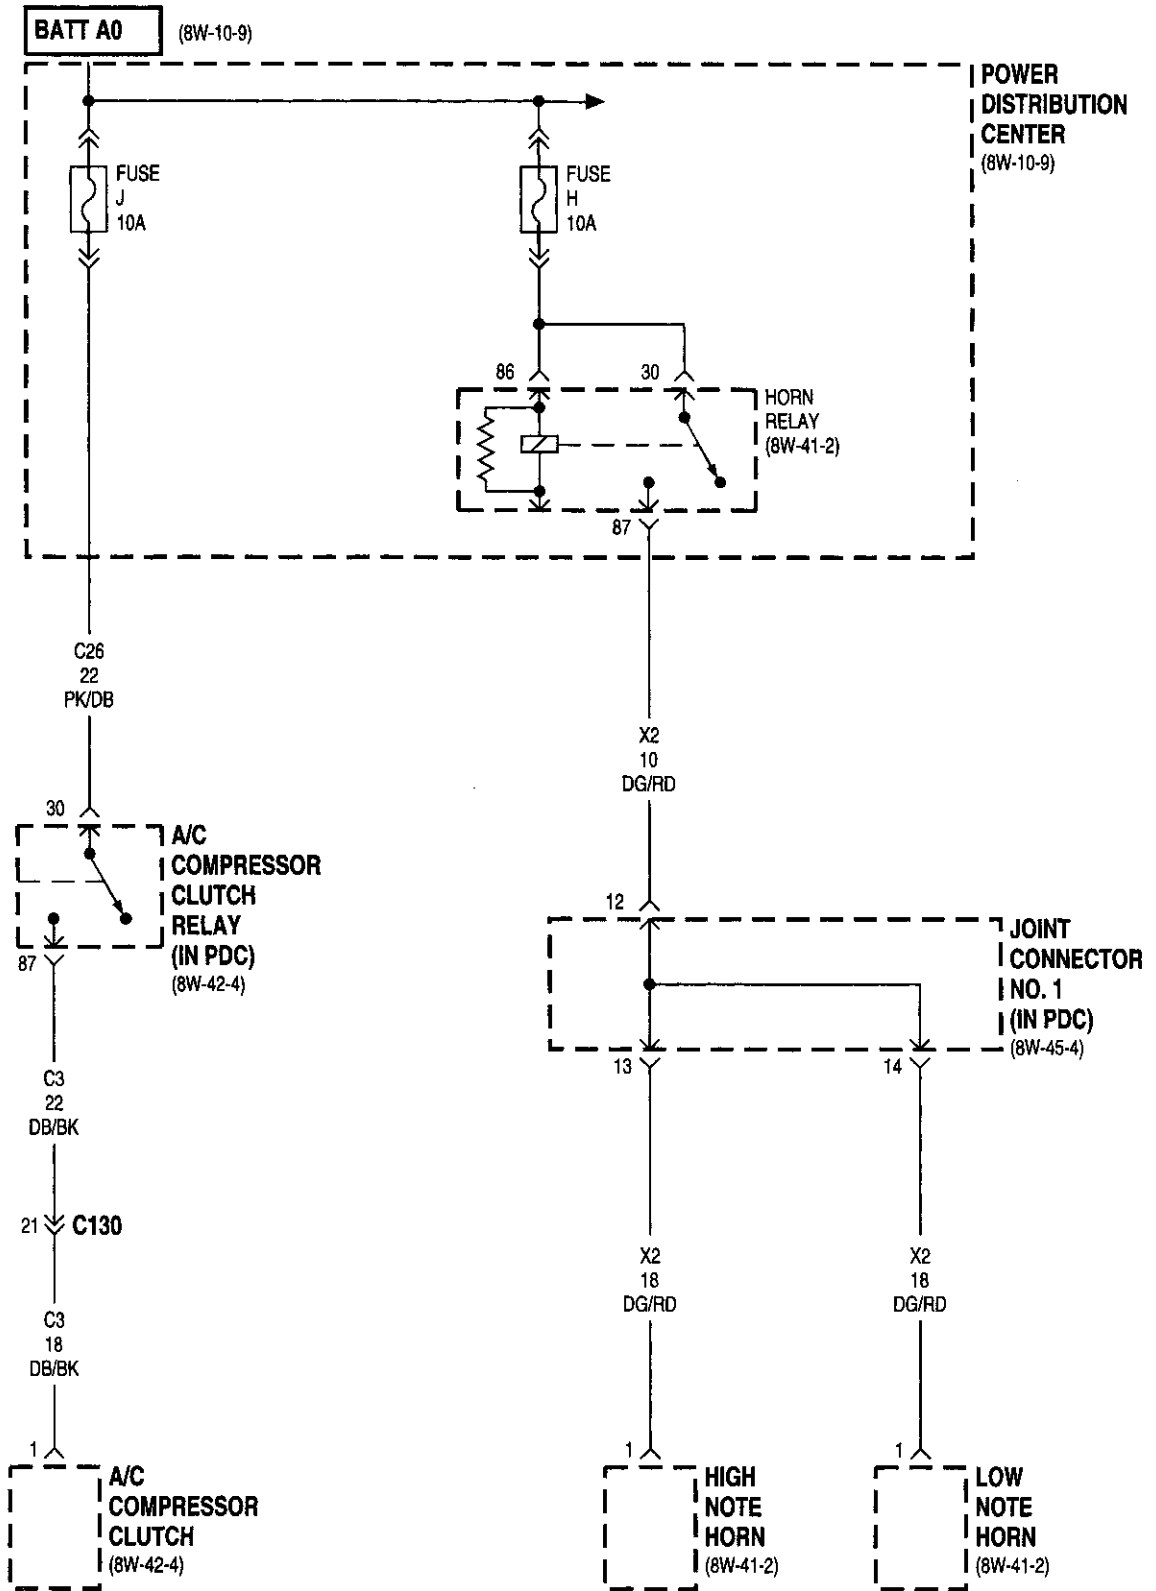 BATT A0 (8W-10-9)
POWER
DISTRIBUTION
CENTER
(8W-10-9)
FUSE
J
10A
FUSE
H
10A
86
30
HORN
RELAY
(8W-41-2)
87
C26
22
PK/DB
X2
10
DG/RD
30
A/C
COMPRESSOR
CLUTCH
RELAY
(IN PDC)
(8W-42-4)
87
12
JOINT
CONNECTOR
NO. 1
(IN PDC)
(8W-45-4)
13
14
C3
22
DB/BK
21 C130
X2
18
DG/RD
X2
18
DG/RD
C3
18
DB/BK
1
A/C
COMPRESSOR
CLUTCH
(8W-42-4)
1
HIGH
NOTE
HORN
(8W-41-2)
1
LOW
NOTE
HORN
(8W-41-2)